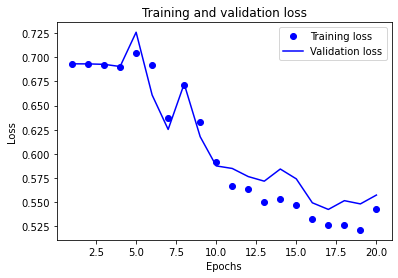 Training and validation loss
Training loss
Validation loss
0.725
0.700
0.675
0.650
0.625
0.600
0.575
0.550
0.525
Loss
2.5 5.0 7.5 10.0 12.5 15.0 17.5 20.0
Epochs